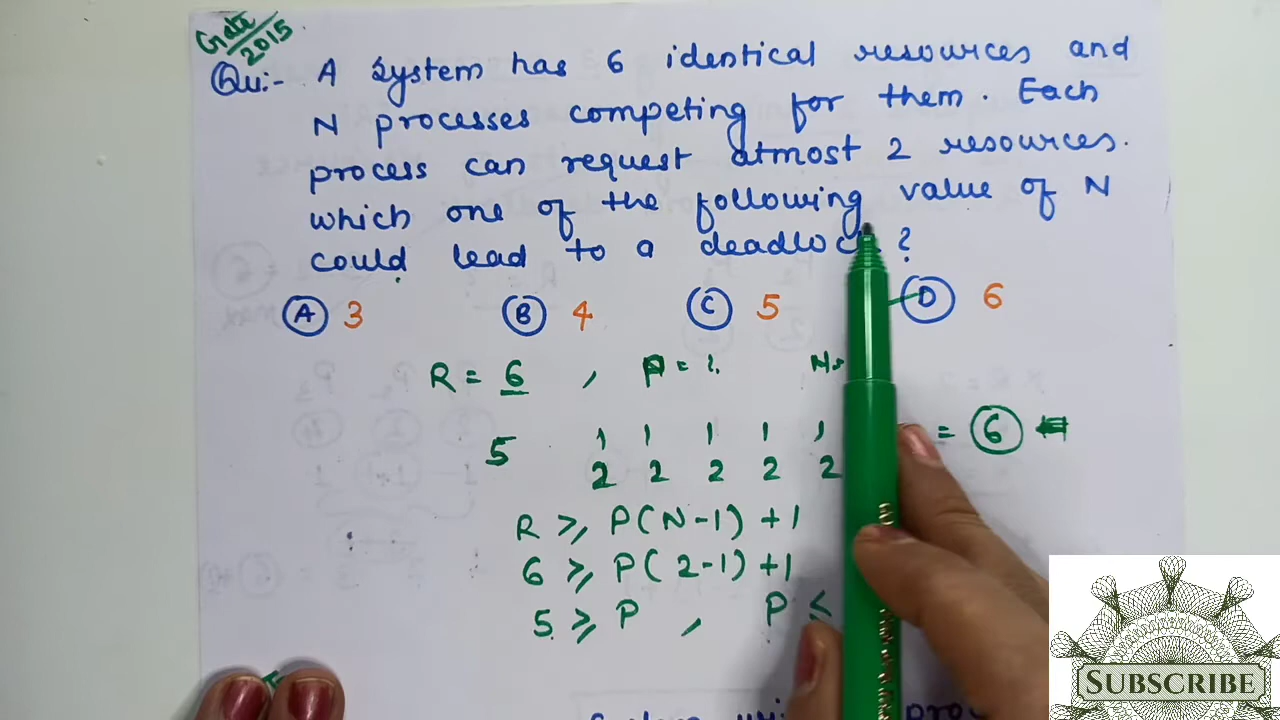 Gate
2015
Qu:- A System has 6 identical resources and
N processes competing for them. Each
process can request atmost 2 resources.
which one of the following value of N
could lead to a deadlock ?
A 3 B 4 C 5 D 6
R = 6 , P = ?
5 1 1 1 1 1 = 6
2 2 2 2 2
R ≥ P(N-1) +1
6 ≥ P(2-1) +1
5 ≥ P , P ≤
SUBSCRIBE